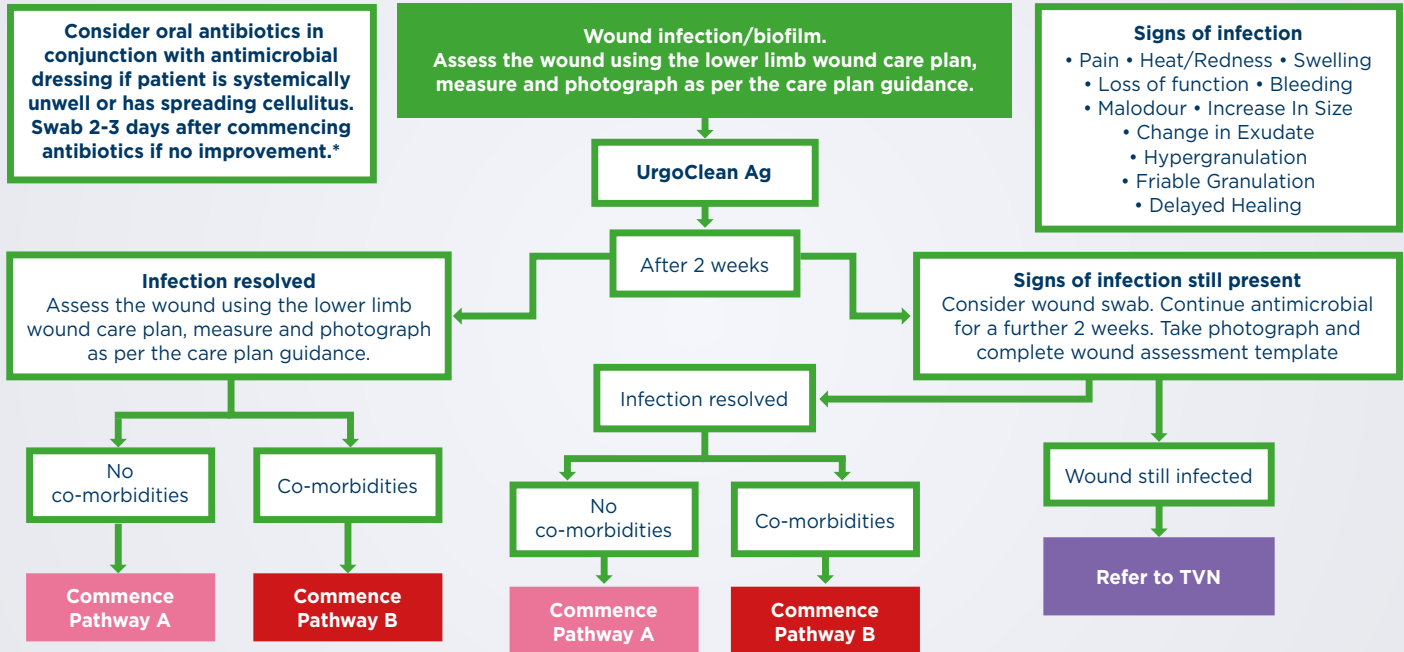 Consider oral antibiotics in
conjunction with antimicrobial
dressing if patient is systemically
unwell or has spreading cellulitus.
Swab 2-3 days after commencing
antibiotics if no improvement.*
Wound infection/biofilm.
Assess the wound using the lower limb wound care plan,
measure and photograph as per the care plan guidance.
Signs of infection
• Pain • Heat/Redness • Swelling
• Loss of function • Bleeding
• Malodour • Increase In Size
• Change in Exudate
• Hypergranulation
• Friable Granulation
• Delayed Healing
UrgoClean Ag
After 2 weeks
Infection resolved
Assess the wound using the lower limb
wound care plan, measure and photograph
as per the care plan guidance.
Signs of infection still present
Consider wound swab. Continue antimicrobial
for a further 2 weeks. Take photograph and
complete wound assessment template
Infection resolved
No
co-morbidities
Co-morbidities
No
co-morbidities
Co-morbidities
Wound still infected
Commence
Pathway A
Commence
Pathway B
Commence
Pathway A
Commence
Pathway B
Refer to TVN